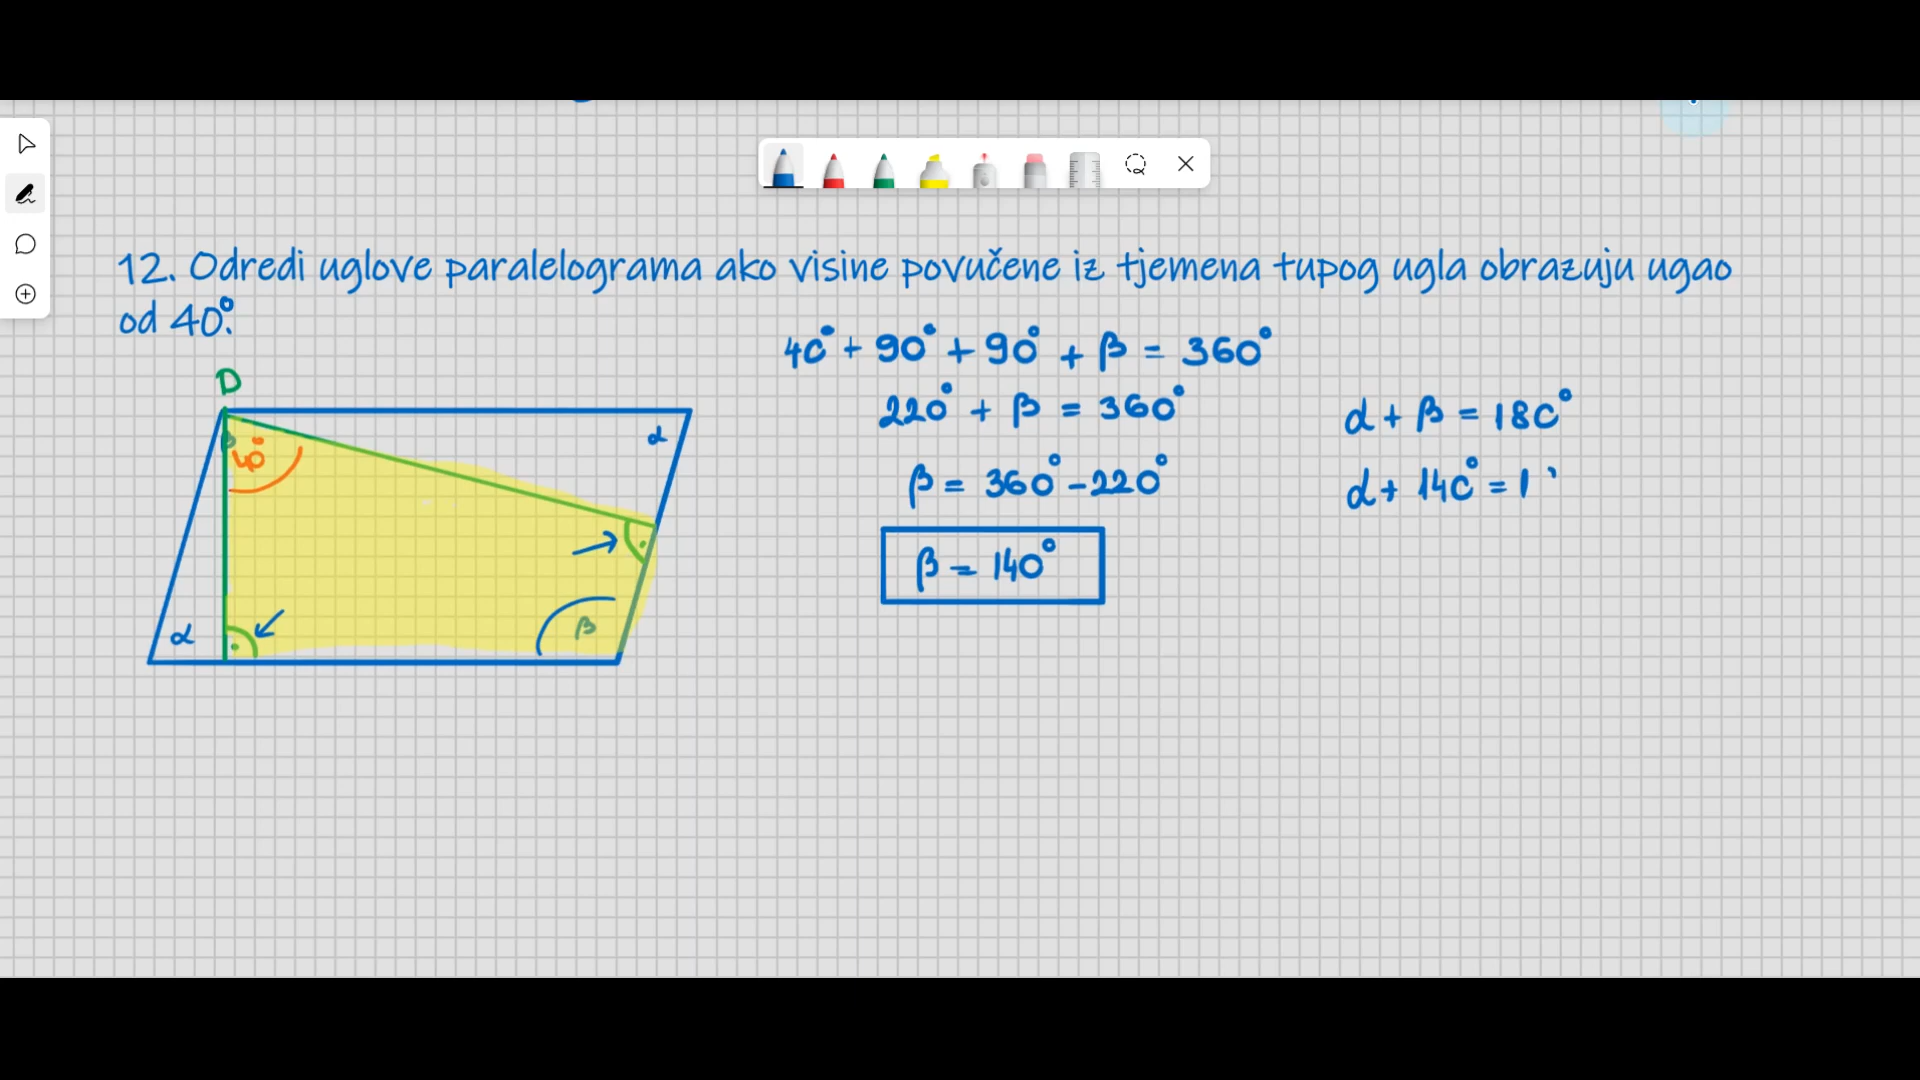 12. Odredi uglove paralelograma ako visine povučene iz tjemena tupog ugla obrazuju ugao
od 40°.
40° + 90° + 90° + β = 360°
220° + β = 360°
β = 360° - 220°
β = 140°
α + β = 180°
α + 140° = 1
D
β
40°
α
α
β